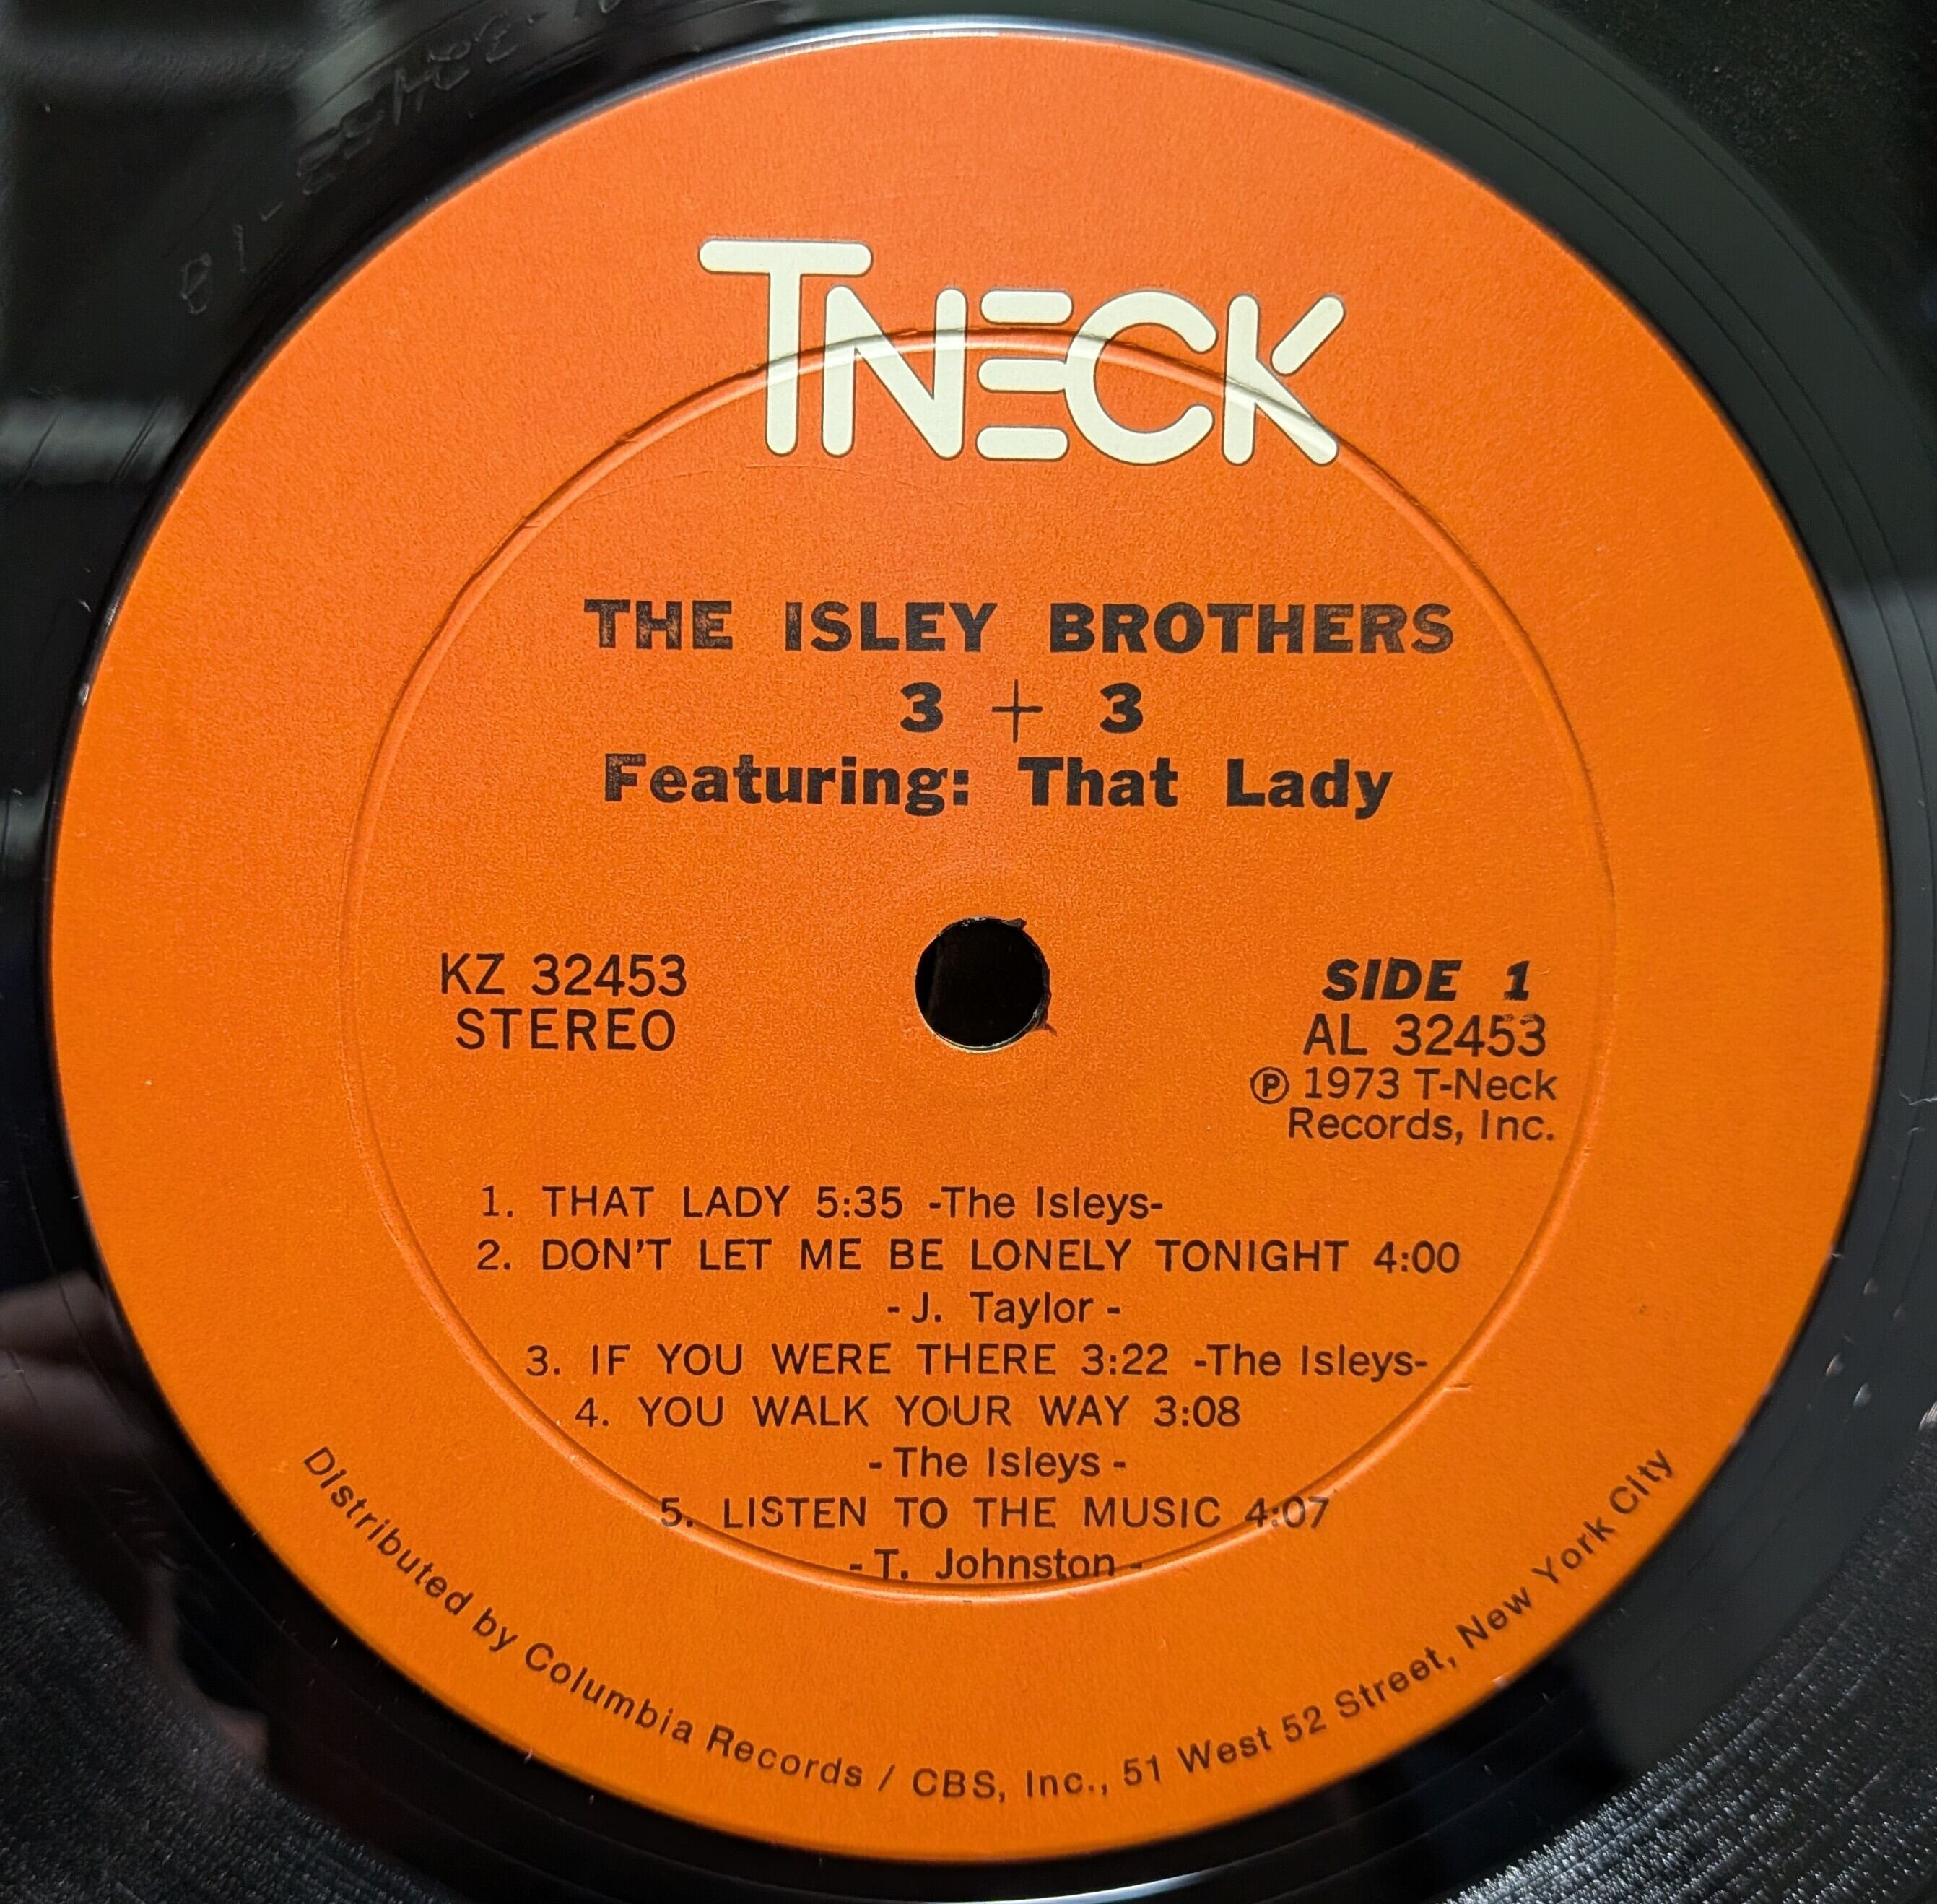 TNECK
THE ISLEY BROTHERS
3 + 3
Featuring: That Lady
KZ 32453
STEREO
SIDE 1
AL 32453
℗ 1973 T-Neck
Records, Inc.
1. THAT LADY 5:35 -The Isleys-
2. DON'T LET ME BE LONELY TONIGHT 4:00
- J. Taylor -
3. IF YOU WERE THERE 3:22 -The Isleys-
4. YOU WALK YOUR WAY 3:08
- The Isleys -
5. LISTEN TO THE MUSIC 4:07
- T. Johnston -
Distributed by Columbia Records / CBS, Inc., 51 West 52 Street, New York City